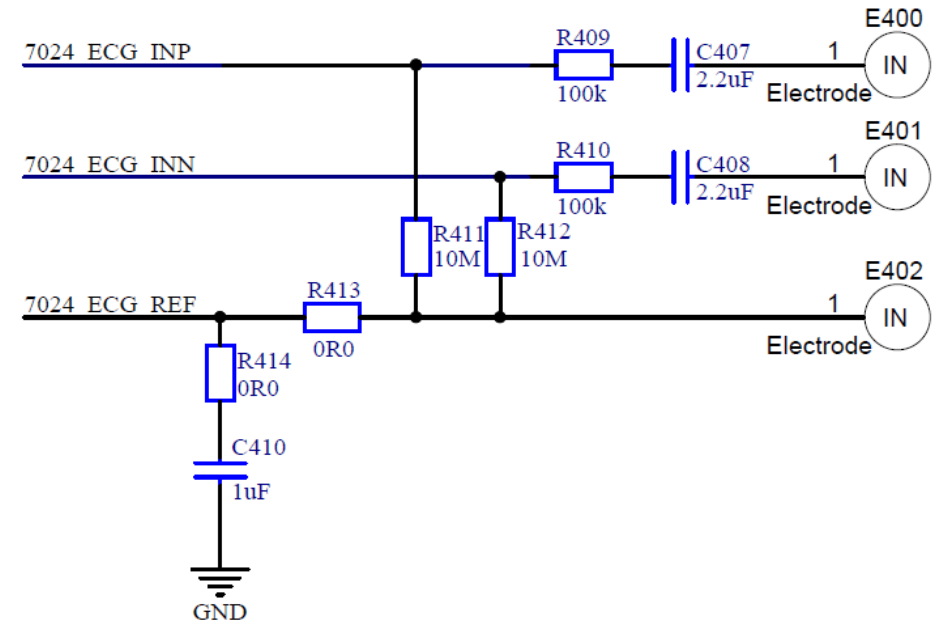 E400
7024_ECG_INP
R409
C407
1
IN
100k
2.2uF
Electrode
E401
7024_ECG_INN
R410
C408
1
IN
100k
2.2uF
Electrode
R411
R412
10M
10M
E402
7024_ECG_REF
R413
1
IN
0R0
Electrode
R414
0R0
C410
1uF
GND